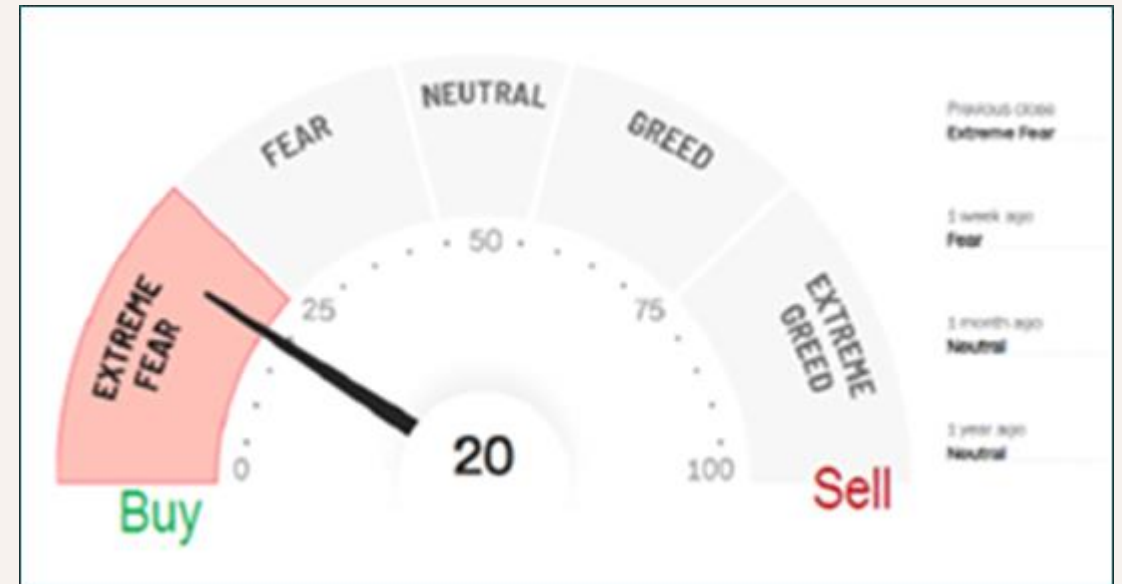 NEUTRAL
FEAR
GREED
EXTREME
FEAR
EXTREME
GREED
50
25
75
0
100
20
Buy
Sell
Previous close
Extreme Fear
1 week ago
Fear
1 month ago
Neutral
1 year ago
Neutral